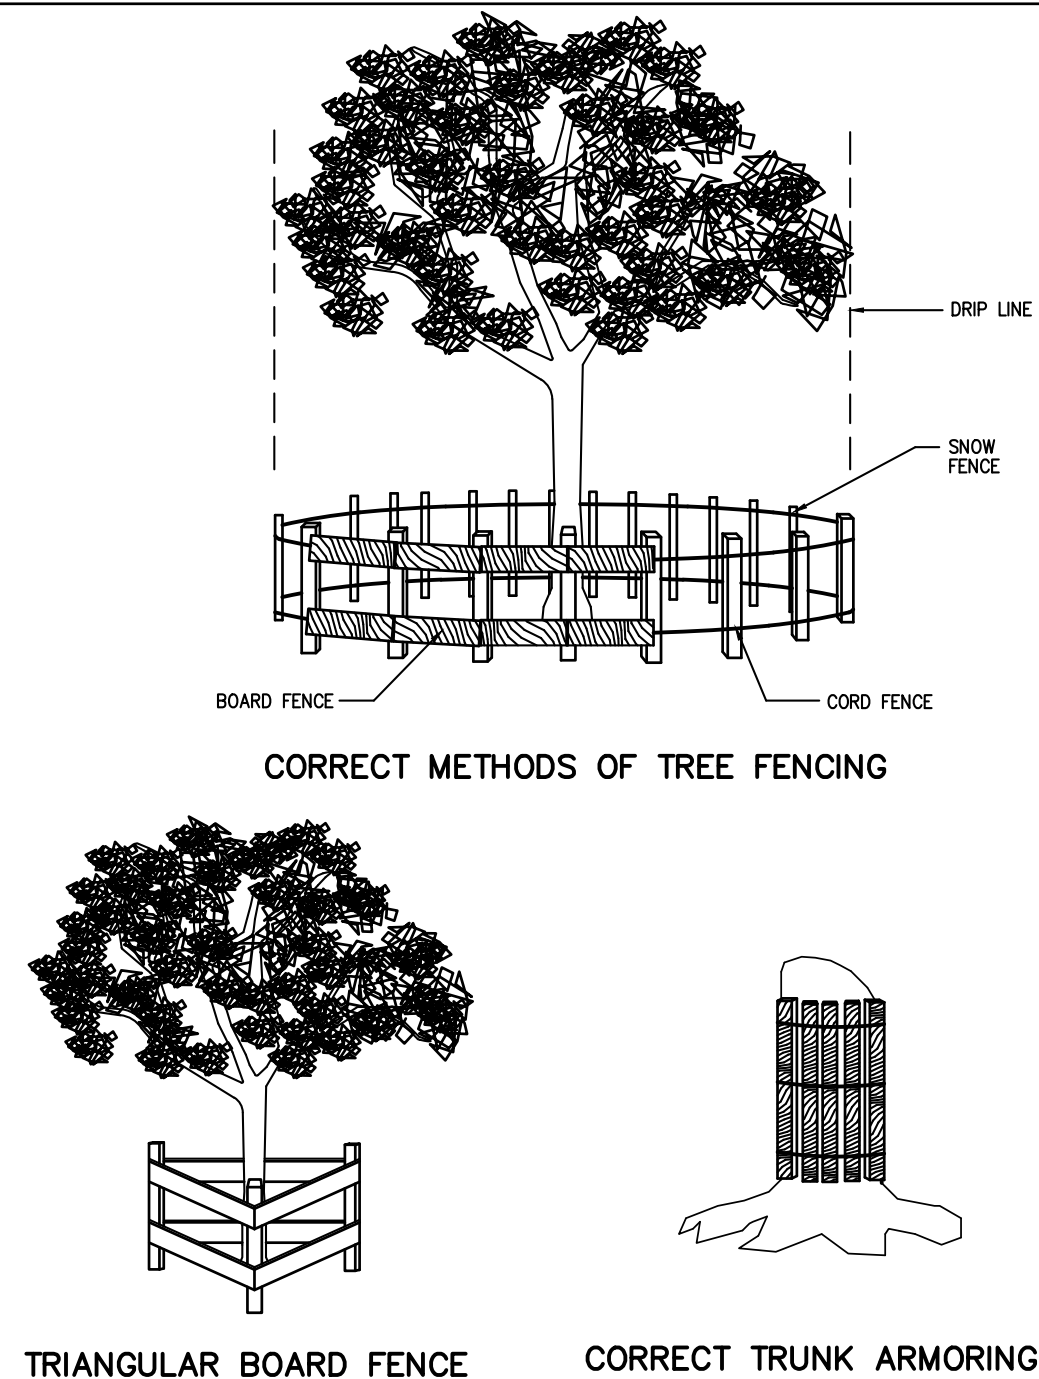 DRIP LINE
SNOW
FENCE
BOARD FENCE
CORD FENCE
CORRECT METHODS OF TREE FENCING
TRIANGULAR BOARD FENCE
CORRECT TRUNK ARMORING